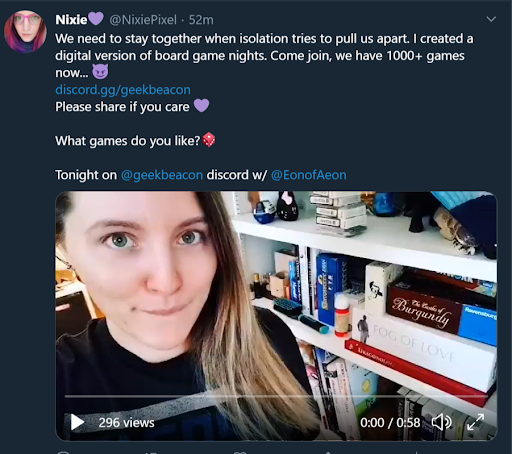 Nixie💜 @NixiePixel · 52m
We need to stay together when isolation tries to pull us apart. I created a
digital version of board game nights. Come join, we have 1000+ games
now... 😈
discord.gg/geekbeacon
Please share if you care 💜
What games do you like?🎲
Tonight on @geekbeacon discord w/ @EonofAeon
The Castles of
Burgundy
Ravensburger
FOG OF LOVE
296 views
0:00 / 0:58